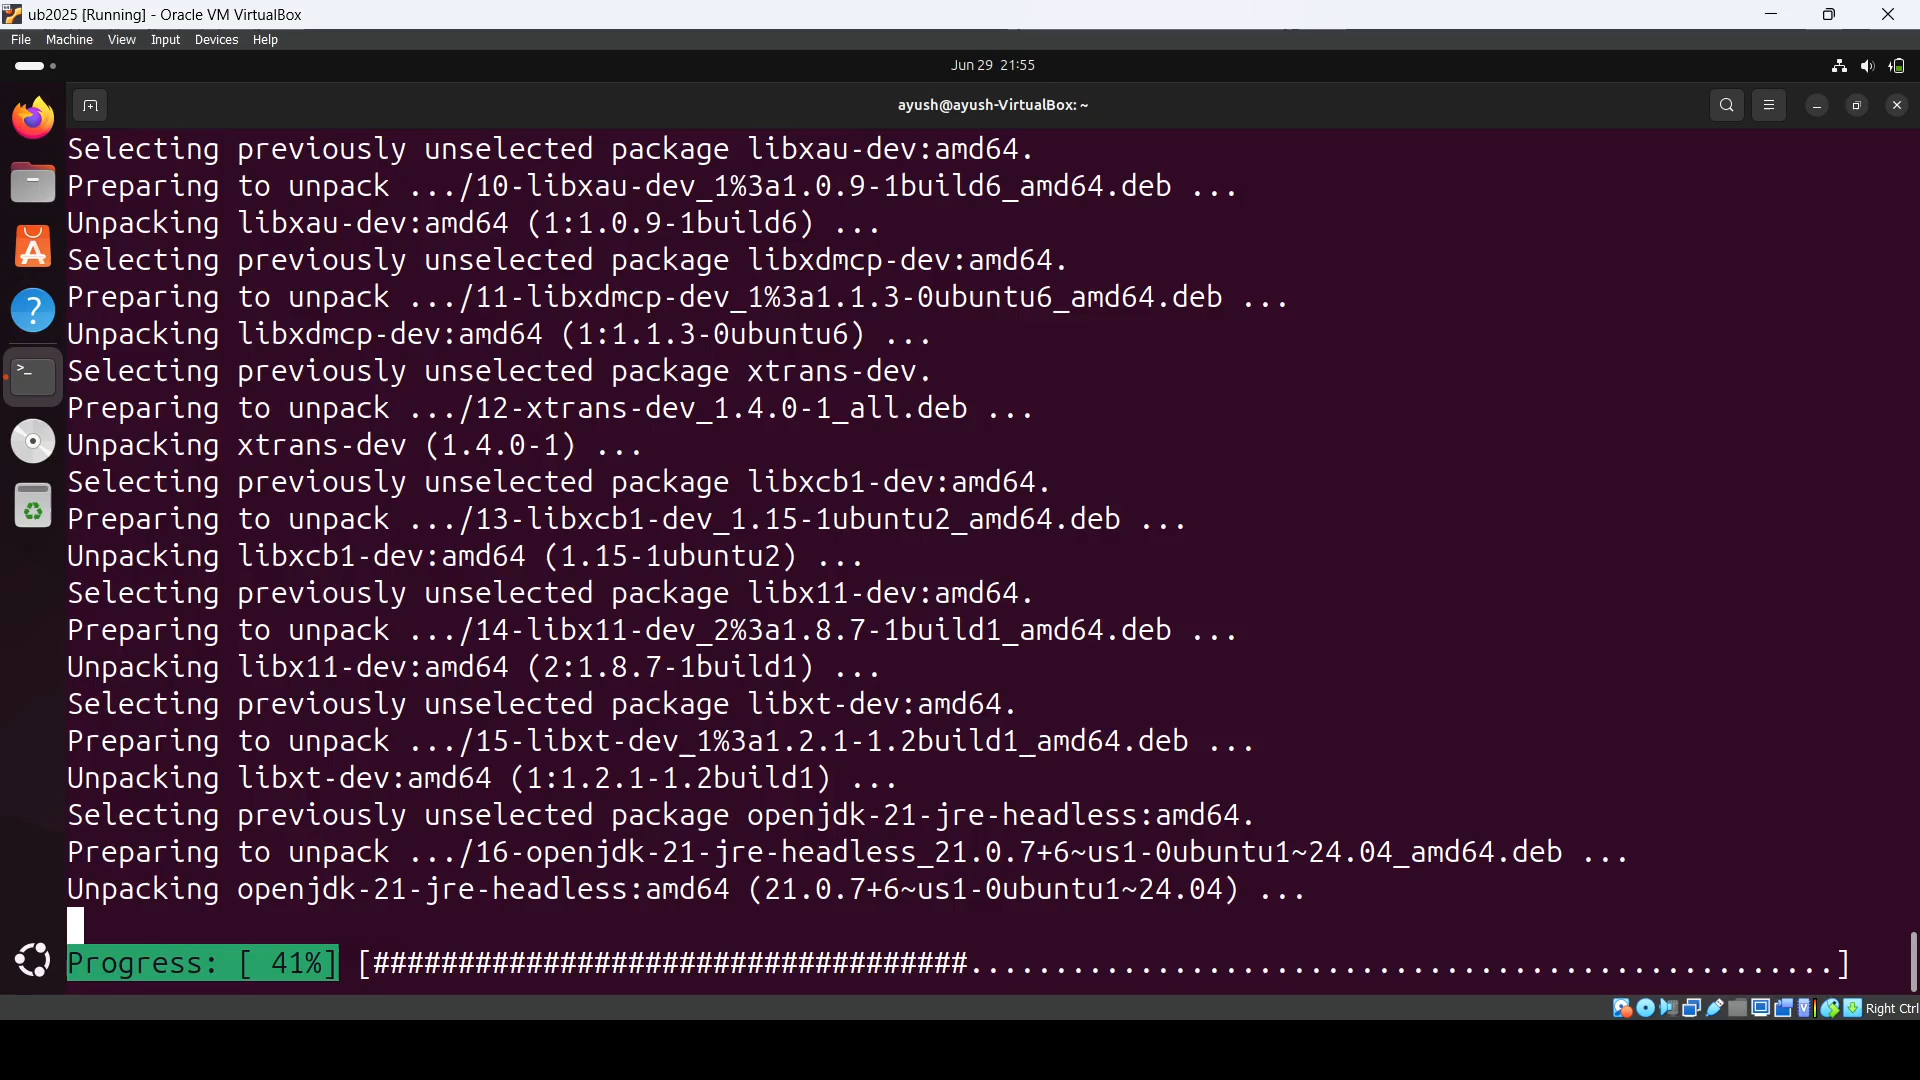 ub2025 [Running] - Oracle VM VirtualBox
File Machine View Input Devices Help
Jun 29 21:55
ayush@ayush-VirtualBox: ~
Selecting previously unselected package libxau-dev:amd64.
Preparing to unpack .../10-libxau-dev_1%3a1.0.9-1build6_amd64.deb ...
Unpacking libxau-dev:amd64 (1:1.0.9-1build6) ...
Selecting previously unselected package libxdmcp-dev:amd64.
Preparing to unpack .../11-libxdmcp-dev_1%3a1.1.3-0ubuntu6_amd64.deb ...
Unpacking libxdmcp-dev:amd64 (1:1.1.3-0ubuntu6) ...
Selecting previously unselected package xtrans-dev.
Preparing to unpack .../12-xtrans-dev_1.4.0-1_all.deb ...
Unpacking xtrans-dev (1.4.0-1) ...
Selecting previously unselected package libxcb1-dev:amd64.
Preparing to unpack .../13-libxcb1-dev_1.15-1ubuntu2_amd64.deb ...
Unpacking libxcb1-dev:amd64 (1.15-1ubuntu2) ...
Selecting previously unselected package libx11-dev:amd64.
Preparing to unpack .../14-libx11-dev_2%3a1.8.7-1build1_amd64.deb ...
Unpacking libx11-dev:amd64 (2:1.8.7-1build1) ...
Selecting previously unselected package libxt-dev:amd64.
Preparing to unpack .../15-libxt-dev_1%3a1.2.1-1.2build1_amd64.deb ...
Unpacking libxt-dev:amd64 (1:1.2.1-1.2build1) ...
Selecting previously unselected package openjdk-21-jre-headless:amd64.
Preparing to unpack .../16-openjdk-21-jre-headless_21.0.7+6~us1-0ubuntu1~24.04_amd64.deb ...
Unpacking openjdk-21-jre-headless:amd64 (21.0.7+6~us1-0ubuntu1~24.04) ...
Progress: [ 41%] [###################################...................................................]
Right Ctrl